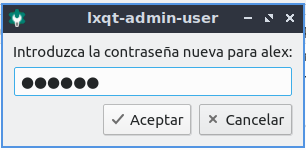 lxqt-admin-user
Introduzca la contraseña nueva para alex:
●●●●●●
Aceptar
Cancelar